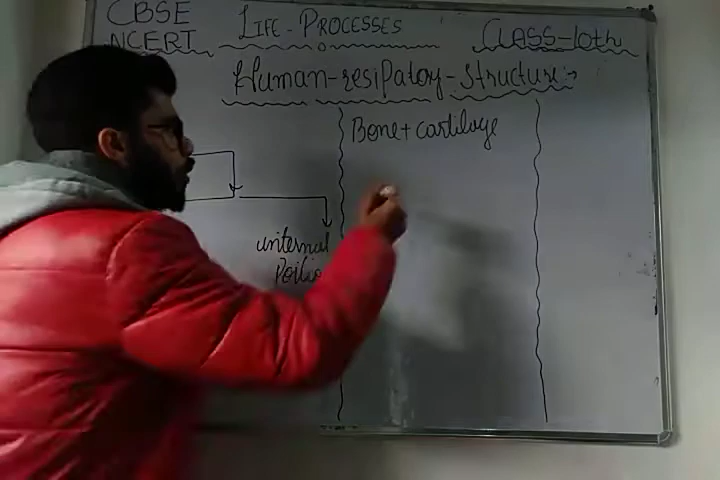 CBSE
NCERT
LIFE-PROCESSES
CLASS-10th
Human-resipatory-structure:-
Bone+cartilage
internal